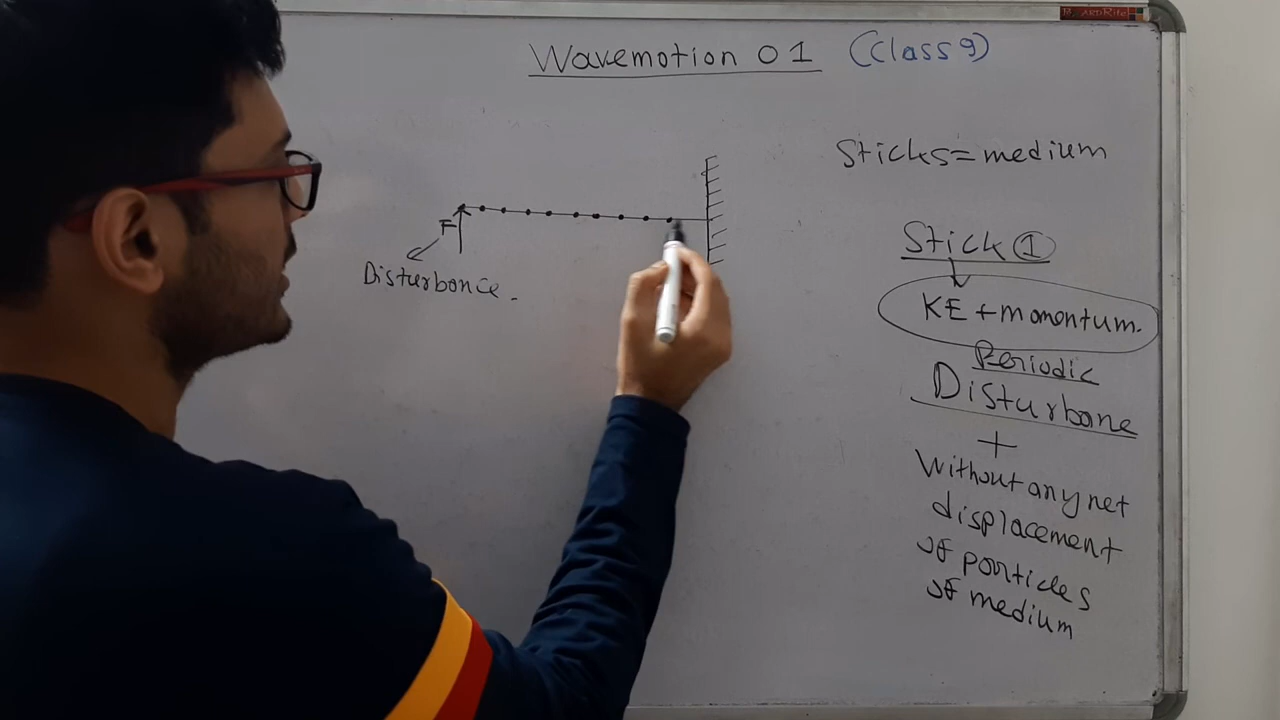 Wavemotion 01 (Class 9)
Sticks = medium
F
Disturbance.
Stick 1
KE + momentum.
Periodic
Disturbane
+
Without any net
displacement
of particles
of medium